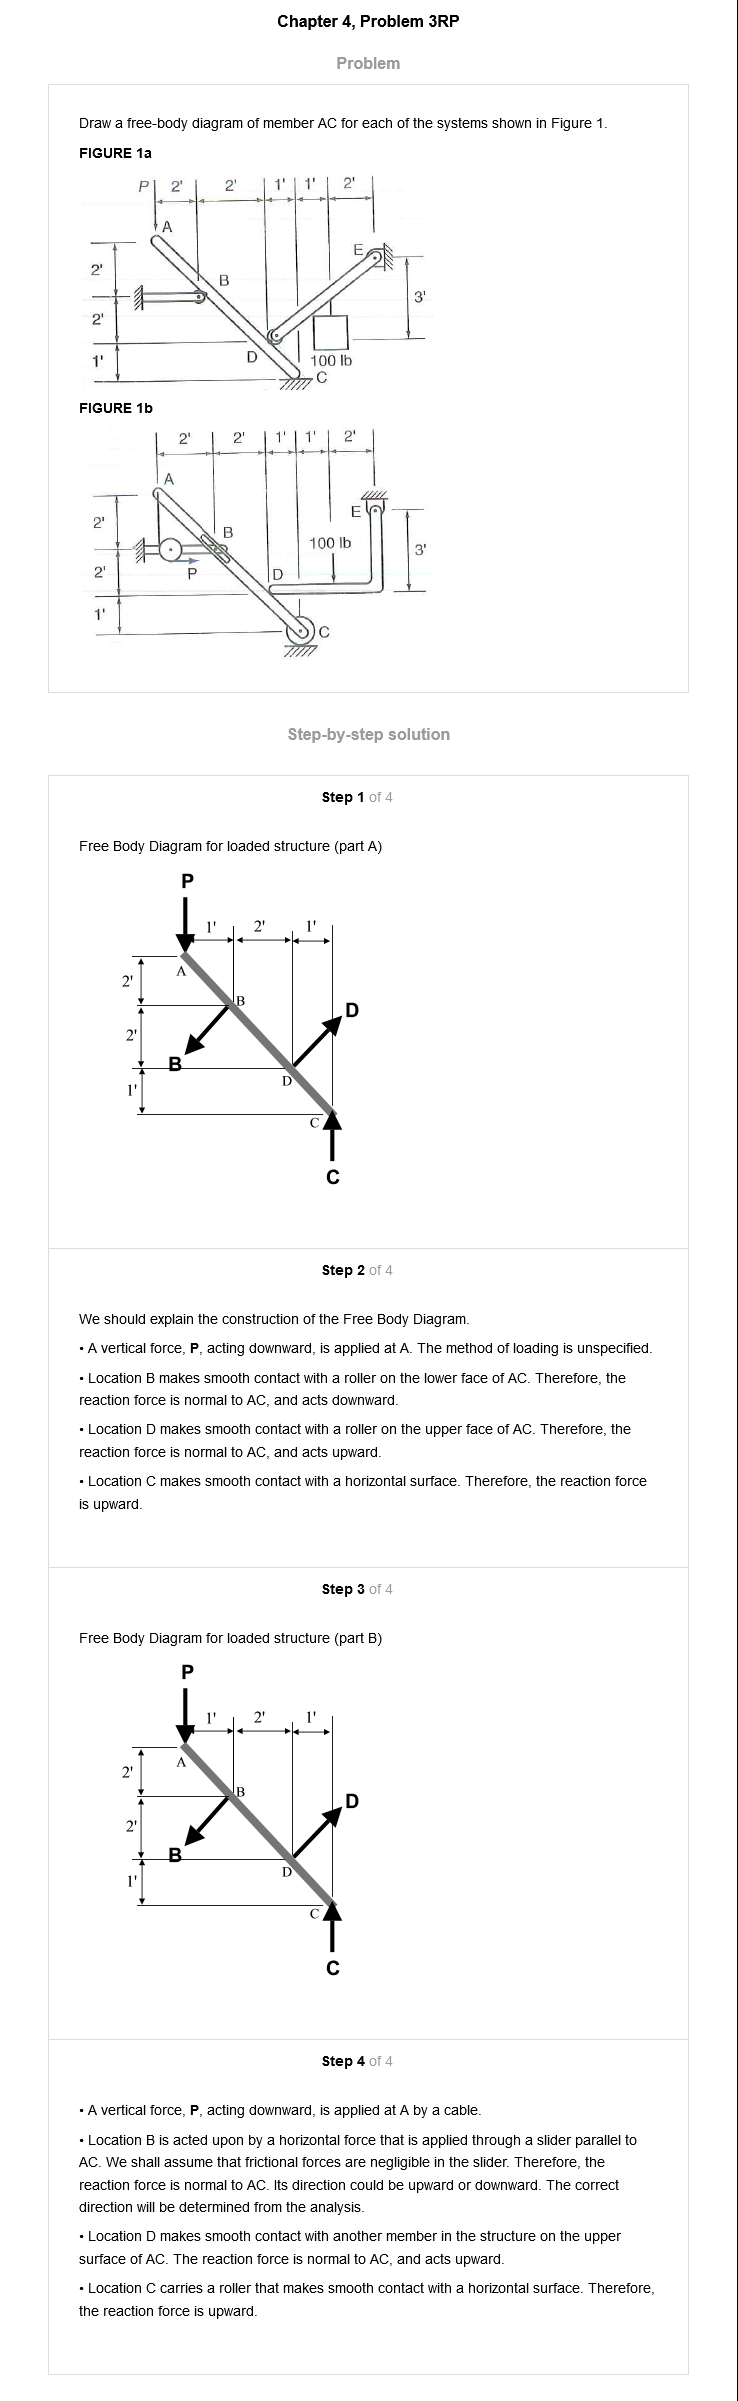 Chapter 4, Problem 3RP
Problem
Draw a free-body diagram of member AC for each of the systems shown in Figure 1.
FIGURE 1a
P 2' 2' 1' 1' 2'
A
E
2'
B
3'
2'
D 100 lb
1'
C
FIGURE 1b
2' 2' 1' 1' 2'
A
E
2'
B
100 lb
3'
2'
P
D
1'
C
Step-by-step solution
Step 1 of 4
Free Body Diagram for loaded structure (part A)
P
1' 2' 1'
A
2'
B
D
2'
B
D
1'
C
C
Step 2 of 4
We should explain the construction of the Free Body Diagram.
• A vertical force, P, acting downward, is applied at A. The method of loading is unspecified.
• Location B makes smooth contact with a roller on the lower face of AC. Therefore, the
reaction force is normal to AC, and acts downward.
• Location D makes smooth contact with a roller on the upper face of AC. Therefore, the
reaction force is normal to AC, and acts upward.
• Location C makes smooth contact with a horizontal surface. Therefore, the reaction force
is upward.
Step 3 of 4
Free Body Diagram for loaded structure (part B)
P
1' 2' 1'
A
2'
B
D
2'
B
D
1'
C
C
Step 4 of 4
• A vertical force, P, acting downward, is applied at A by a cable.
• Location B is acted upon by a horizontal force that is applied through a slider parallel to
AC. We shall assume that frictional forces are negligible in the slider. Therefore, the
reaction force is normal to AC. Its direction could be upward or downward. The correct
direction will be determined from the analysis.
• Location D makes smooth contact with another member in the structure on the upper
surface of AC. The reaction force is normal to AC, and acts upward.
• Location C carries a roller that makes smooth contact with a horizontal surface. Therefore,
the reaction force is upward.